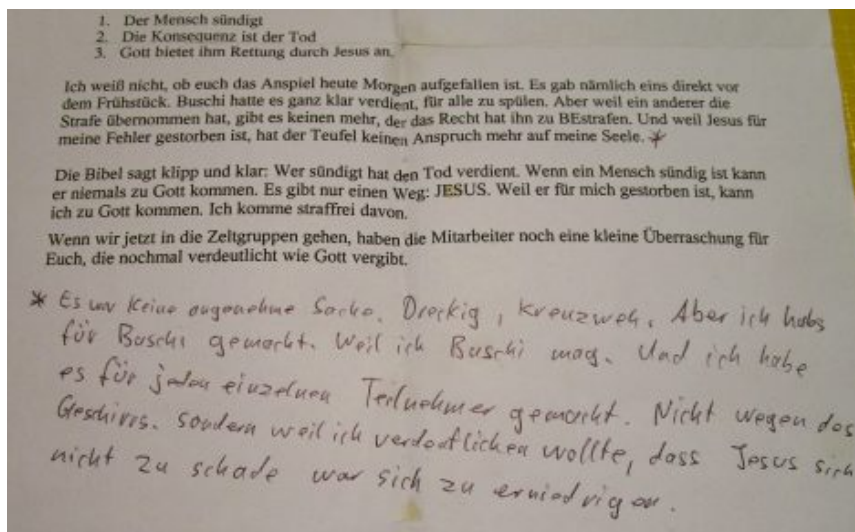 1. Der Mensch sündigt
2. Die Konsequenz ist der Tod
3. Gott bietet ihm Rettung durch Jesus an.
Ich weiß nicht, ob euch das Anspiel heute Morgen aufgefallen ist. Es gab nämlich eins direkt vor
dem Frühstück. Buschi hatte es ganz klar verdient, für alle zu spülen. Aber weil ein anderer die
Strafe übernommen hat, gibt es keinen mehr, der das Recht hat ihn zu BEstrafen. Und weil Jesus für
meine Fehler gestorben ist, hat der Teufel keinen Anspruch mehr auf meine Seele. *
Die Bibel sagt klipp und klar: Wer sündigt hat den Tod verdient. Wenn ein Mensch sündig ist kann
er niemals zu Gott kommen. Es gibt nur einen Weg: JESUS. Weil er für mich gestorben ist, kann
ich zu Gott kommen. Ich komme straffrei davon.
Wenn wir jetzt in die Zeltgruppen gehen, haben die Mitarbeiter noch eine kleine Überraschung für
Euch, die nochmal verdeutlicht wie Gott vergibt.
* Es war keine angenehme Sache. Dreckig, Kreuzweh. Aber ich habs
für Buschi gemacht. Weil ich Buschi mag. Und ich habe
es für jeden einzelnen Teilnehmer gemacht. Nicht wegen des
Geschirrs. Sondern weil ich verdeutlichen wollte, dass Jesus sich
nicht zu schade war sich zu erniedrigen.